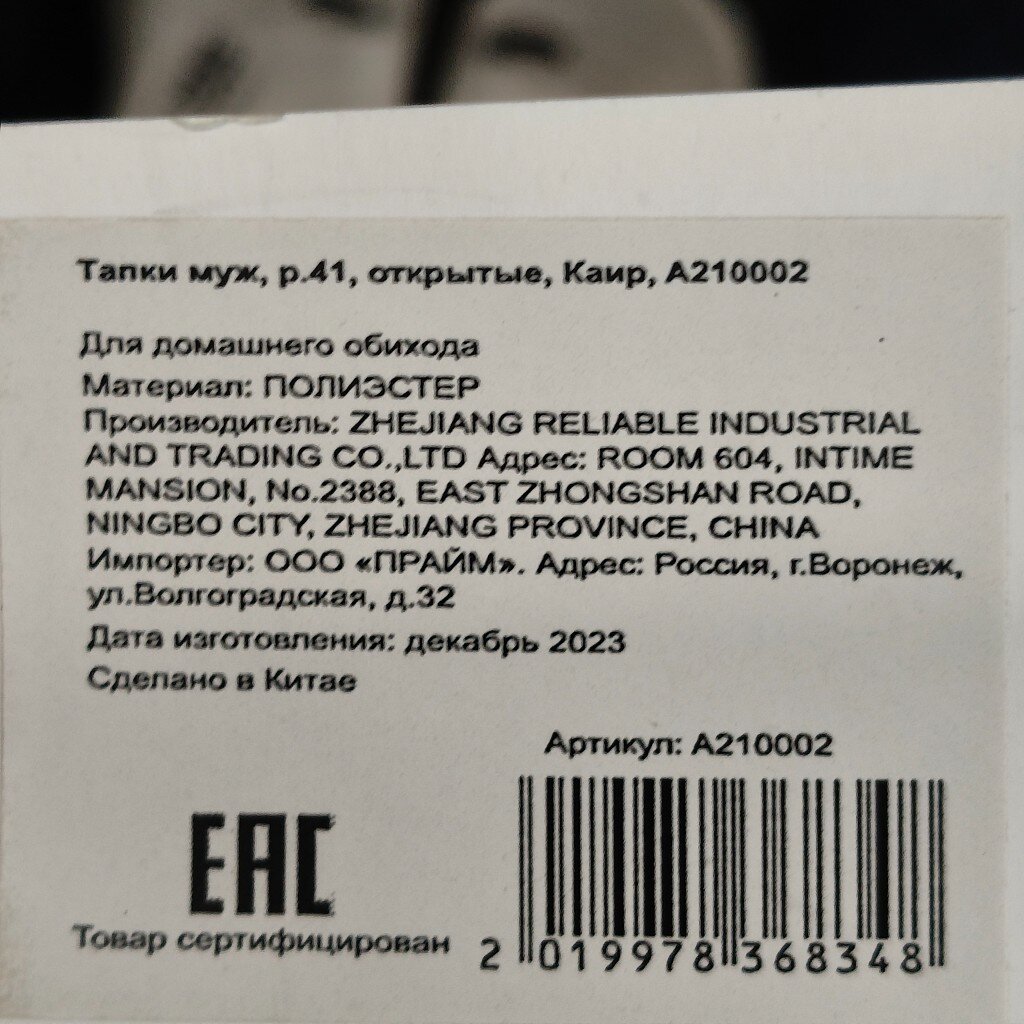 Тапки муж, р.41, открытые, Каир, А210002
Для домашнего обихода
Материал: ПОЛИЭСТЕР
Производитель: ZHEJIANG RELIABLE INDUSTRIAL
AND TRADING CO.,LTD Адрес: ROOM 604, INTIME
MANSION, No.2388, EAST ZHONGSHAN ROAD,
NINGBO CITY, ZHEJIANG PROVINCE, CHINA
Импортер: ООО «ПРАЙМ». Адрес: Россия, г.Воронеж,
ул.Волгоградская, д.32
Дата изготовления: декабрь 2023
Сделано в Китае
Артикул: А210002
EAC
Товар сертифицирован
2 019978 368348